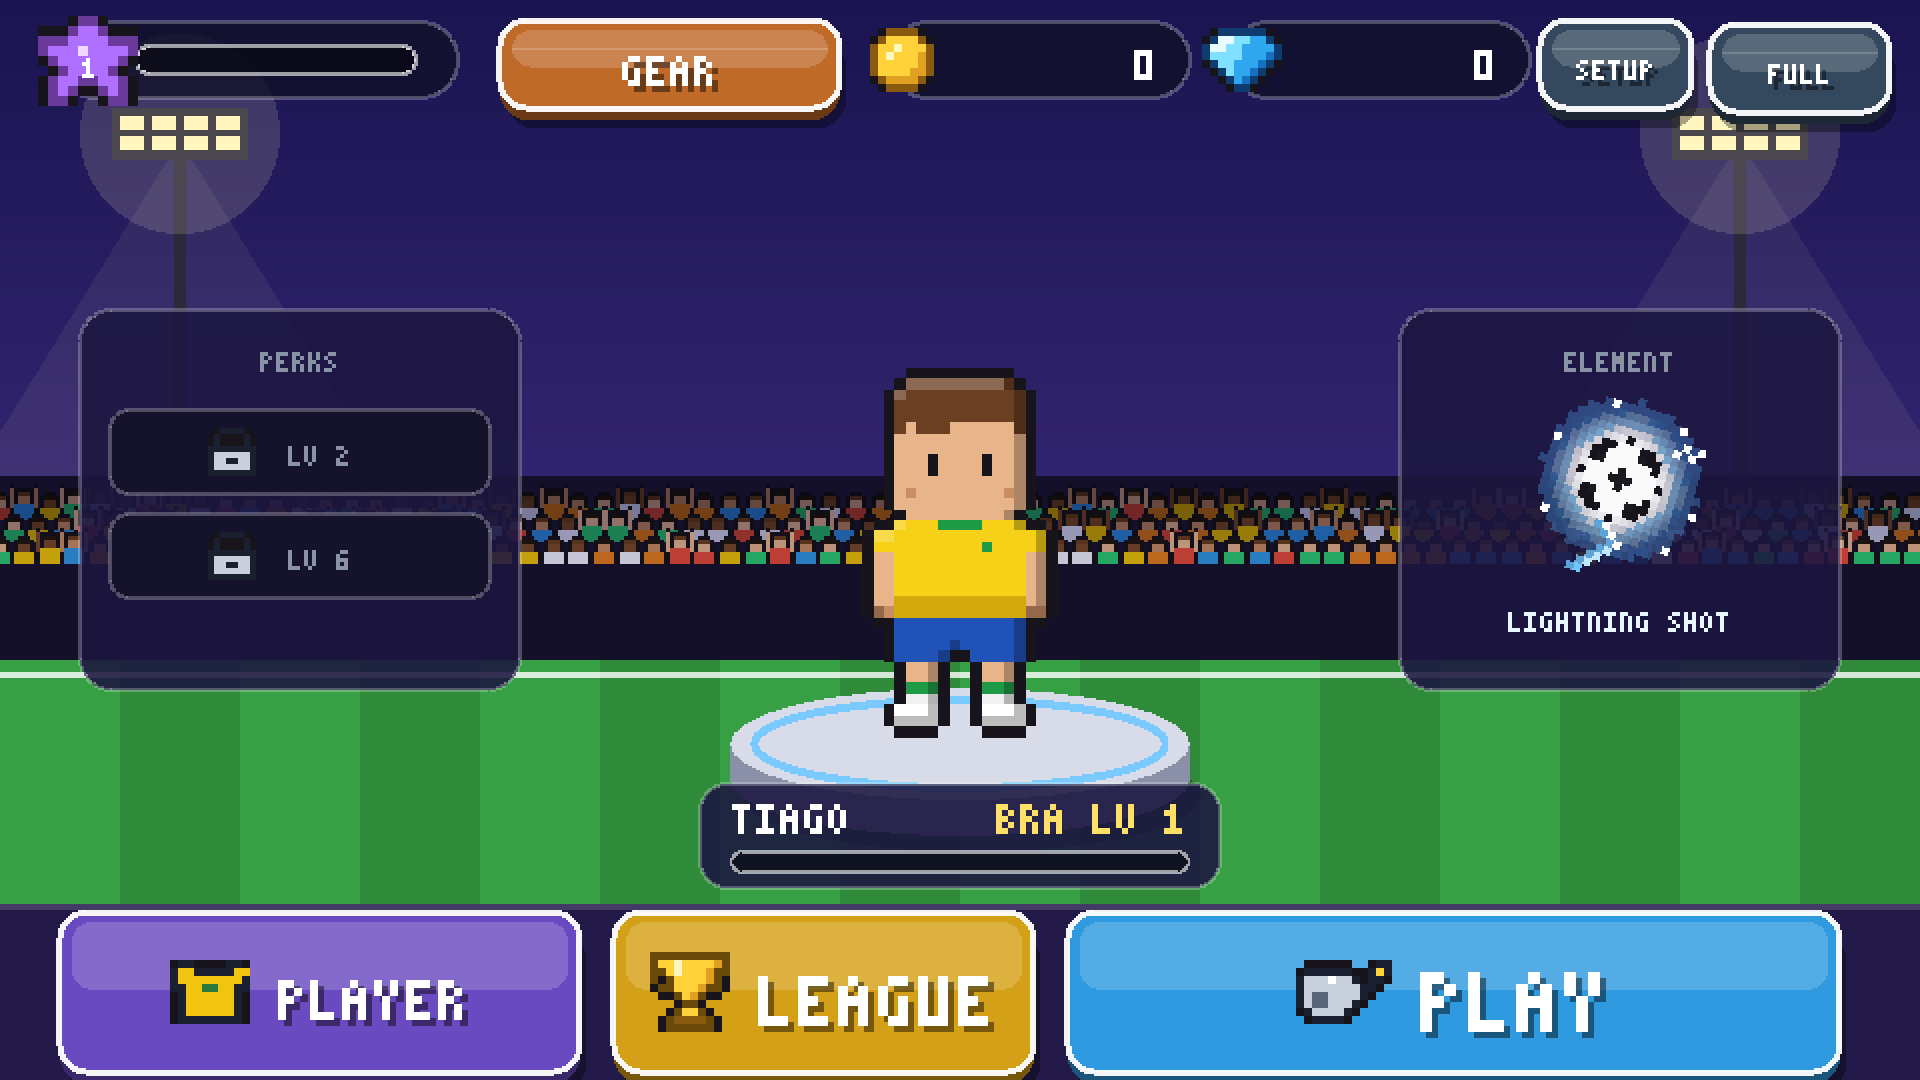 1
GEAR
0
0
SETUP
FULL
PERKS
LV 2
LV 6
ELEMENT
LIGHTNING SHOT
TIAGO
BRA LV 1
PLAYER
LEAGUE
PLAY